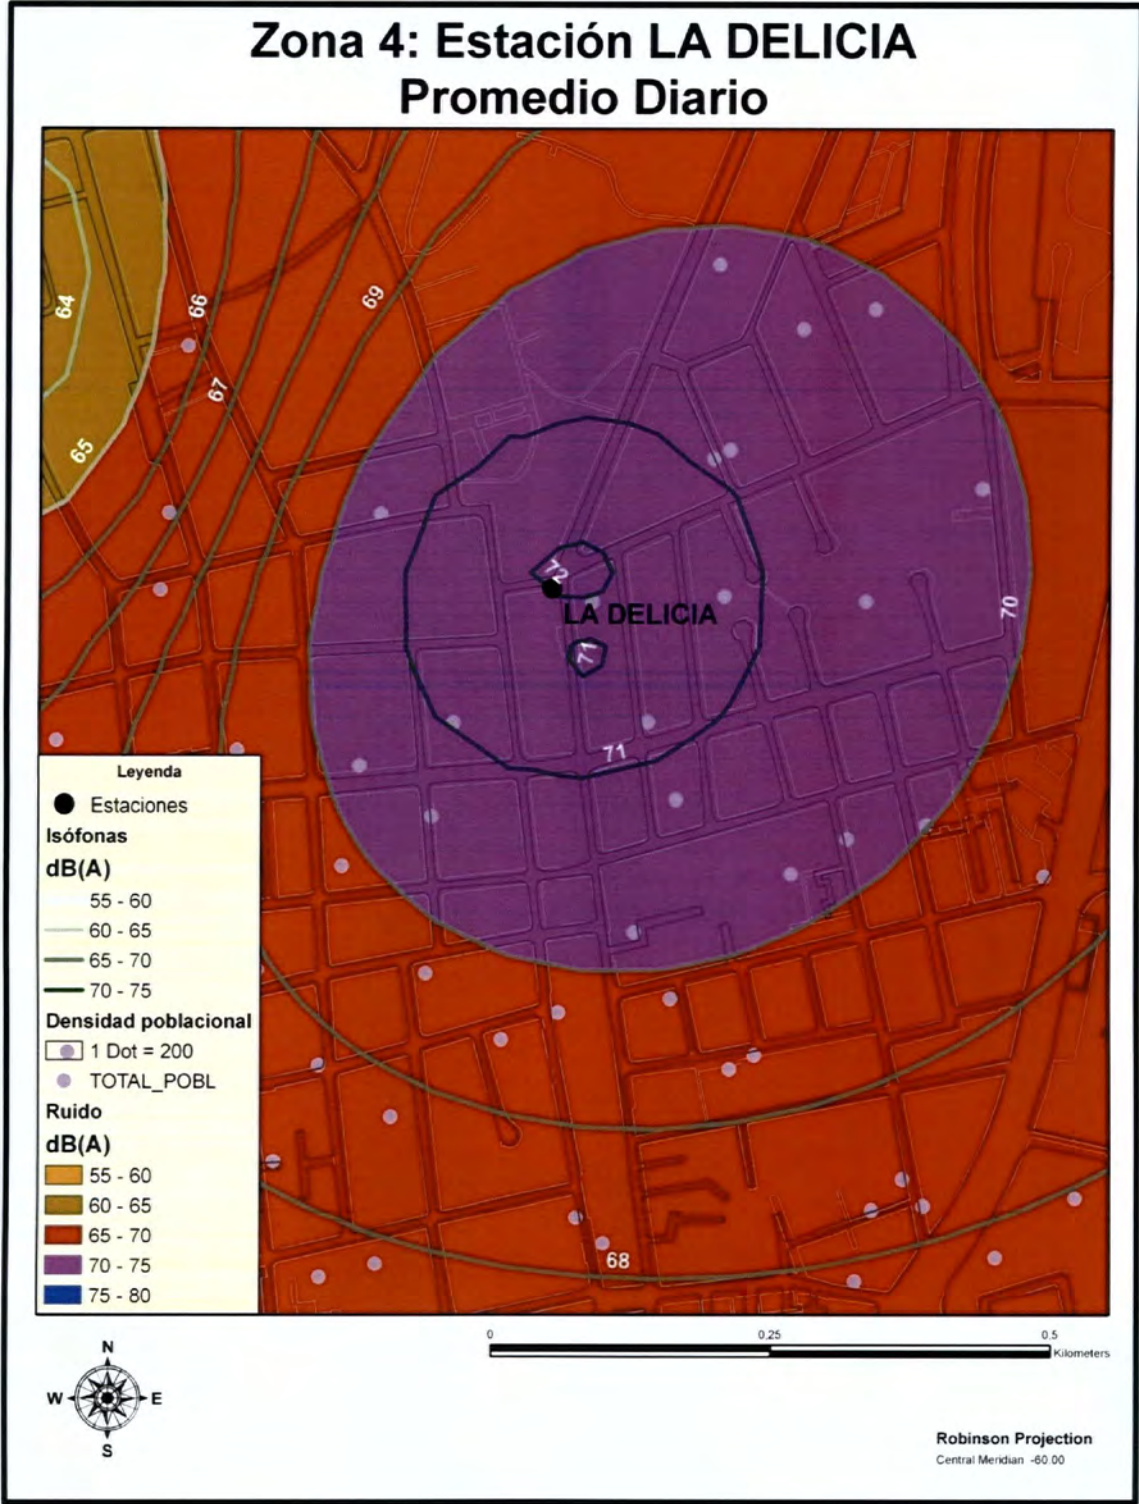 Zona 4: Estación LA DELICIA
Promedio Diario
64
66
69
67
65
72
LA DELICIA
70
71
71
68
Leyenda
Estaciones
Isófonas
dB(A)
55 - 60
60 - 65
65 - 70
70 - 75
Densidad poblacional
1 Dot = 200
TOTAL_POBL
Ruido
dB(A)
55 - 60
60 - 65
65 - 70
70 - 75
75 - 80
N
W E
S
0 0,25 0,5
Kilometers
Robinson Projection
Central Meridian -60.00